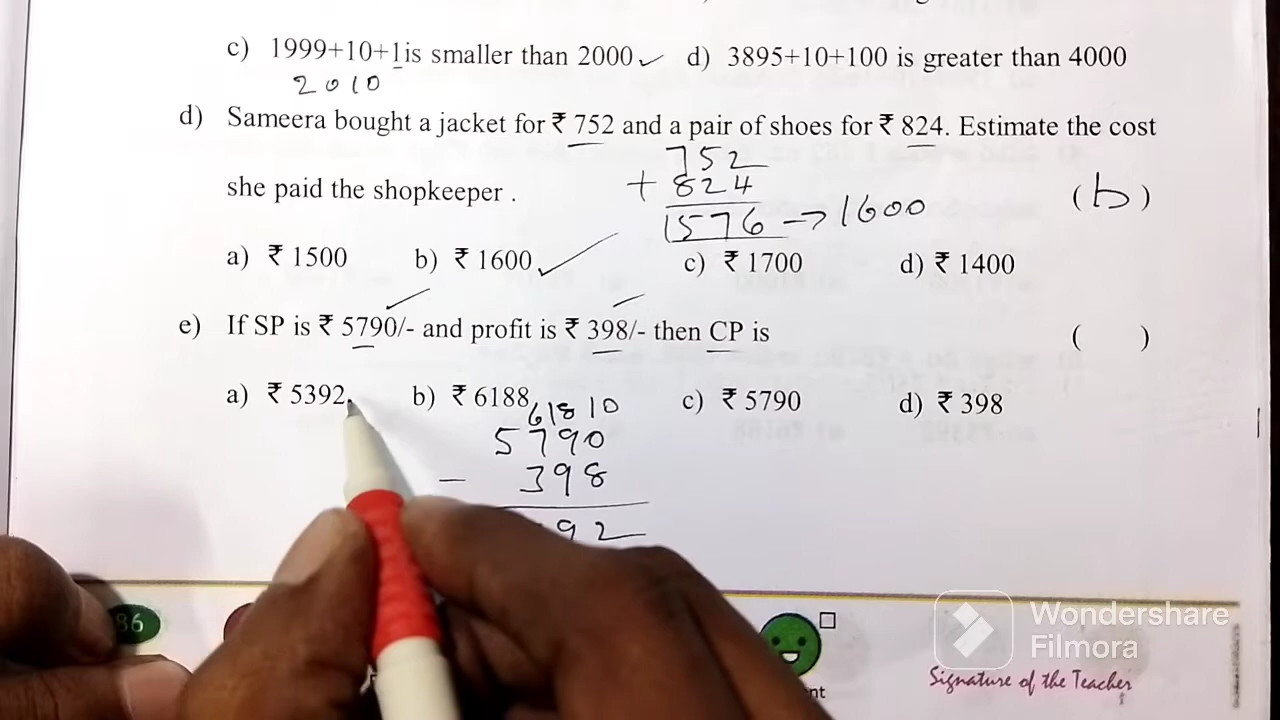 c) 1999+10+1is smaller than 2000 ✓ d) 3895+10+100 is greater than 4000
2010
d) Sameera bought a jacket for ₹ 752 and a pair of shoes for ₹ 824. Estimate the cost
752
she paid the shopkeeper .
+ 824
(b)
1576 → 1600
a) ₹ 1500 b) ₹ 1600 ✓ c) ₹ 1700 d) ₹ 1400
e) If SP is ₹ 5790/- and profit is ₹ 398/- then CP is ( )
a) ₹ 5392 b) ₹ 6188 c) ₹ 5790 d) ₹ 398
6 18 10
5790
- 398
92
86
Wondershare
Filmora
Signature of the Teacher